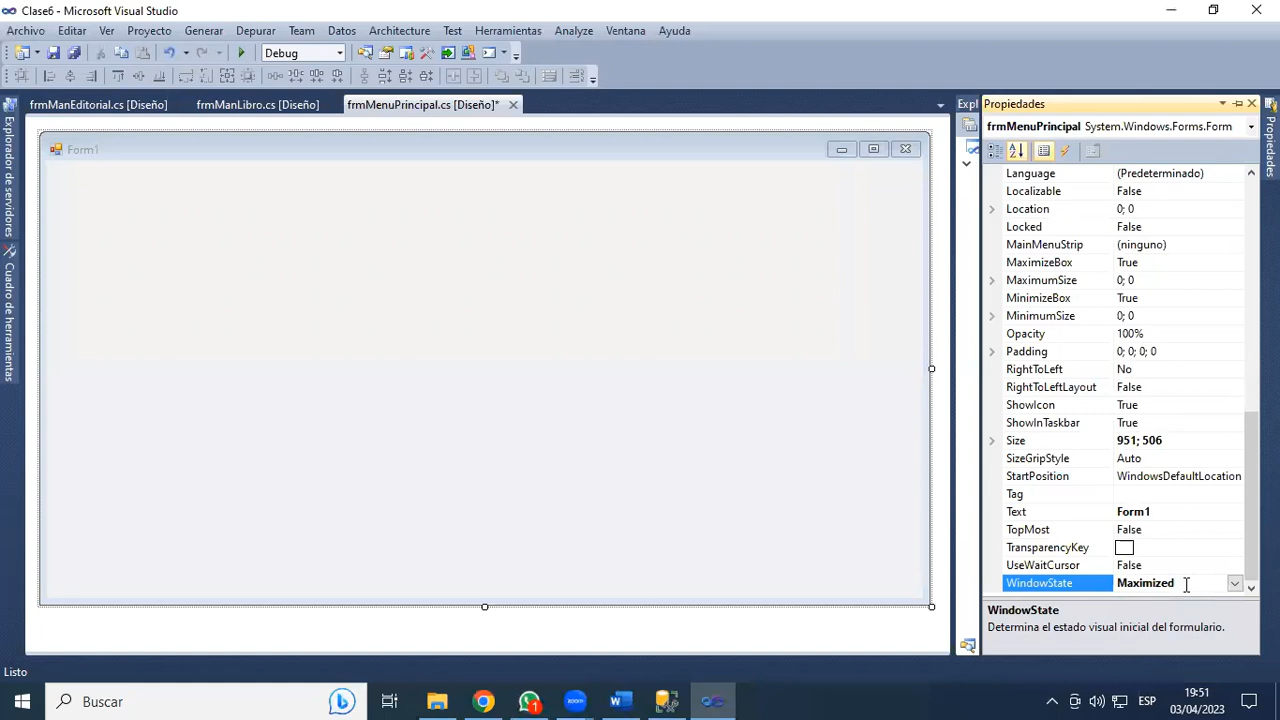 Clase6 - Microsoft Visual Studio
Archivo Editar Ver Proyecto Generar Depurar Team Datos Architecture Test Herramientas Analyze Ventana Ayuda
Debug
frmManEditorial.cs [Diseño] frmManLibro.cs [Diseño] frmMenuPrincipal.cs [Diseño]*
Explorador de servidores
Cuadro de herramientas
Form1
Expl
Propiedades
frmMenuPrincipal System.Windows.Forms.Form
Language (Predeterminado)
Localizable False
Location 0; 0
Locked False
MainMenuStrip (ninguno)
MaximizeBox True
MaximumSize 0; 0
MinimizeBox True
MinimumSize 0; 0
Opacity 100%
Padding 0; 0; 0; 0
RightToLeft No
RightToLeftLayout False
ShowIcon True
ShowInTaskbar True
Size 951; 506
SizeGripStyle Auto
StartPosition WindowsDefaultLocation
Tag
Text Form1
TopMost False
TransparencyKey
UseWaitCursor False
WindowState Maximized
WindowState
Determina el estado visual inicial del formulario.
Propiedades
Listo
Buscar
zoom
1
ESP
19:51
03/04/2023